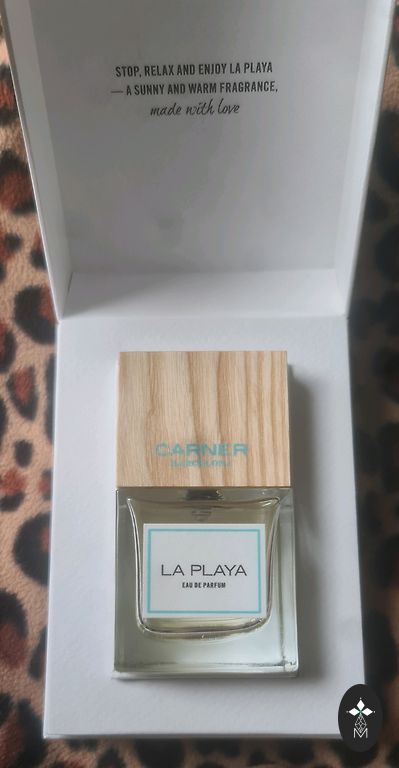 STOP, RELAX AND ENJOY LA PLAYA
— A SUNNY AND WARM FRAGRANCE,
made with love
CARNER
BARCELONA
LA PLAYA
EAU DE PARFUM
M